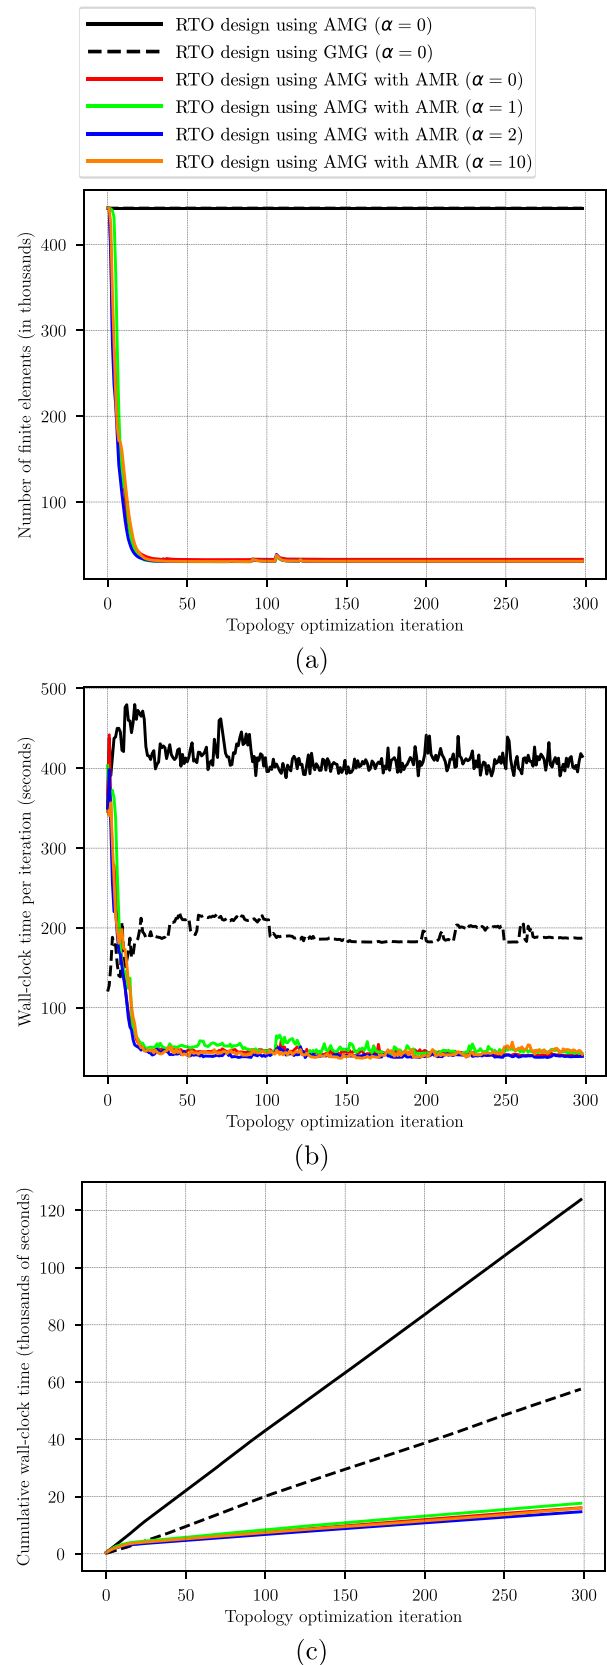 RTO design using AMG (α = 0)
RTO design using GMG (α = 0)
RTO design using AMG with AMR (α = 0)
RTO design using AMG with AMR (α = 1)
RTO design using AMG with AMR (α = 2)
RTO design using AMG with AMR (α = 10)
Number of finite elements (in thousands)
400
300
200
100
0 50 100 150 200 250 300
Topology optimization iteration
(a)
Wall-clock time per iteration (seconds)
500
400
300
200
100
0 50 100 150 200 250 300
Topology optimization iteration
(b)
Cumulative wall-clock time (thousands of seconds)
120
100
80
60
40
20
0
0 50 100 150 200 250 300
Topology optimization iteration
(c)